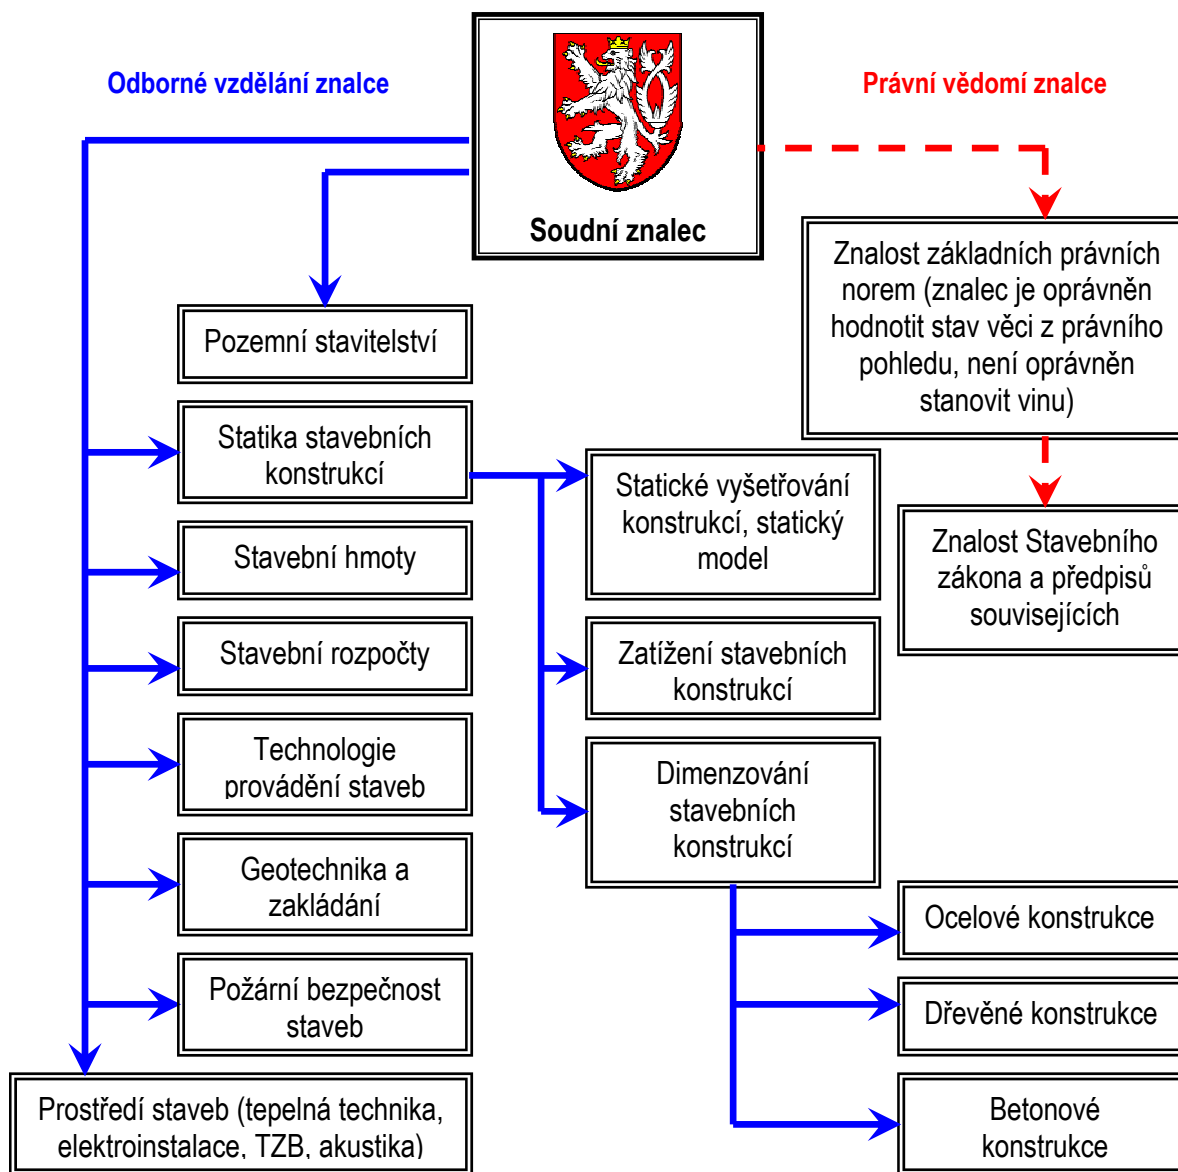 Odborné vzdělání znalce
Právní vědomí znalce
Soudní znalec
Znalost základních právních
norem (znalec je oprávněn
hodnotit stav věci z právního
pohledu, není oprávněn
stanovit vinu)
Znalost Stavebního
zákona a předpisů
souvisejících
Pozemní stavitelství
Statika stavebních
konstrukcí
Stavební hmoty
Stavební rozpočty
Technologie
provádění staveb
Geotechnika a
zakládání
Požární bezpečnost
staveb
Prostředí staveb (tepelná technika,
elektroinstalace, TZB, akustika)
Statické vyšetřování
konstrukcí, statický
model
Zatížení stavebních
konstrukcí
Dimenzování
stavebních
konstrukcí
Ocelové konstrukce
Dřevěné konstrukce
Betonové
konstrukce